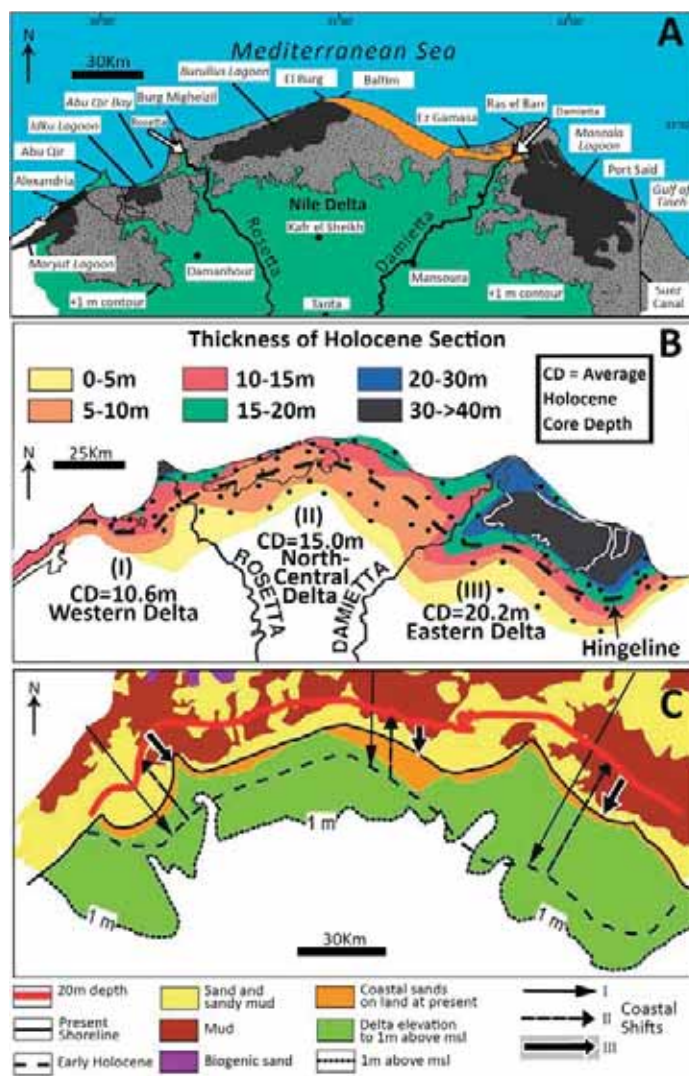 A
N
30Km
Mediterranean Sea
Burullus Lagoon
El Burg
Baltim
Abu Qir Bay
Burg Migheizil
Idku Lagoon
Rosetta
Abu Qir
Alexandria
Ez Gamasa
Ras el Barr
Damietta
Manzala Lagoon
Port Said
Gulf of Tineh
Nile Delta
Kafr el Sheikh
Rosetta
Damietta
Damanhour
Mansoura
Maryut Lagoon
+1 m contour
Tanta
+1 m contour
Suez Canal
B
Thickness of Holocene Section
0-5m
10-15m
20-30m
5-10m
15-20m
30->40m
CD = Average
Holocene
Core Depth
N
25Km
(I)
CD=10.6m
Western Delta
(II)
CD=15.0m
North-
Central
Delta
ROSETTA
DAMIETTA
(III)
CD=20.2m
Eastern Delta
Hingeline
C
N
1 m
1 m
1 m
30Km
20m depth
Sand and sandy mud
Coastal sands on land at present
I
Present Shoreline
Mud
Delta elevation to 1m above msl
II
Coastal Shifts
Early Holocene
Biogenic sand
1m above msl
III